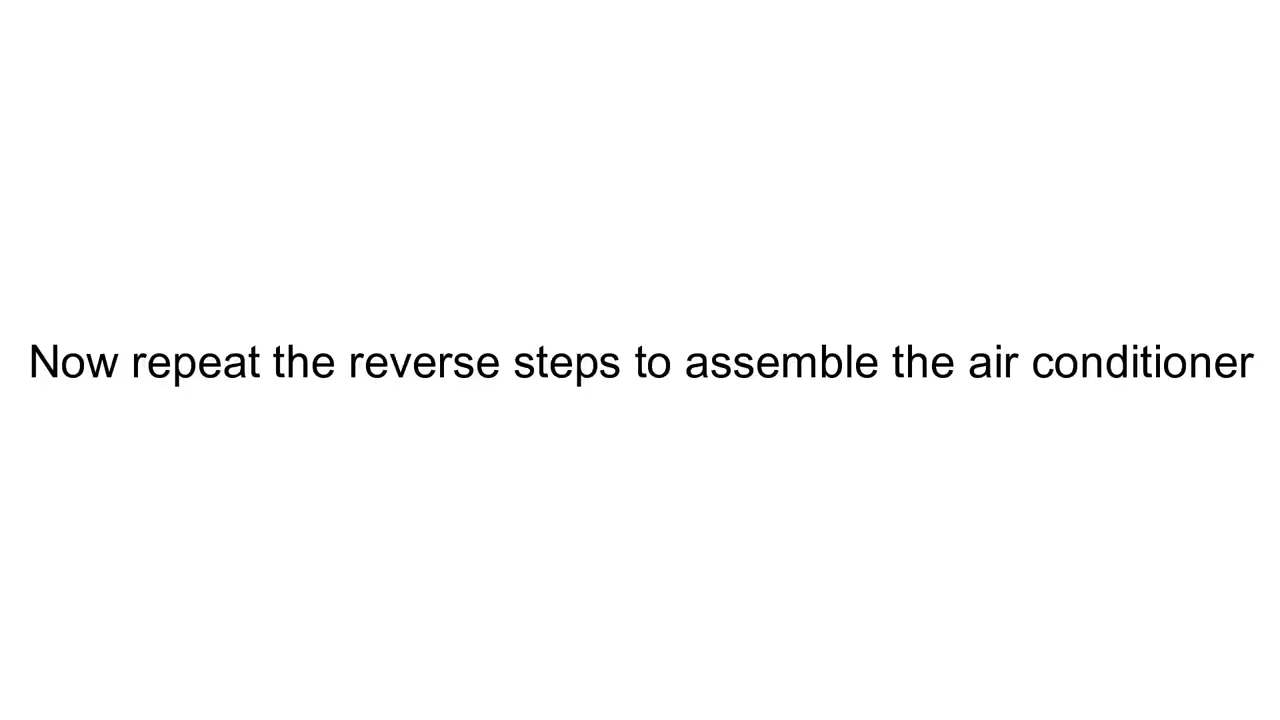 Now repeat the reverse steps to assemble the air conditioner